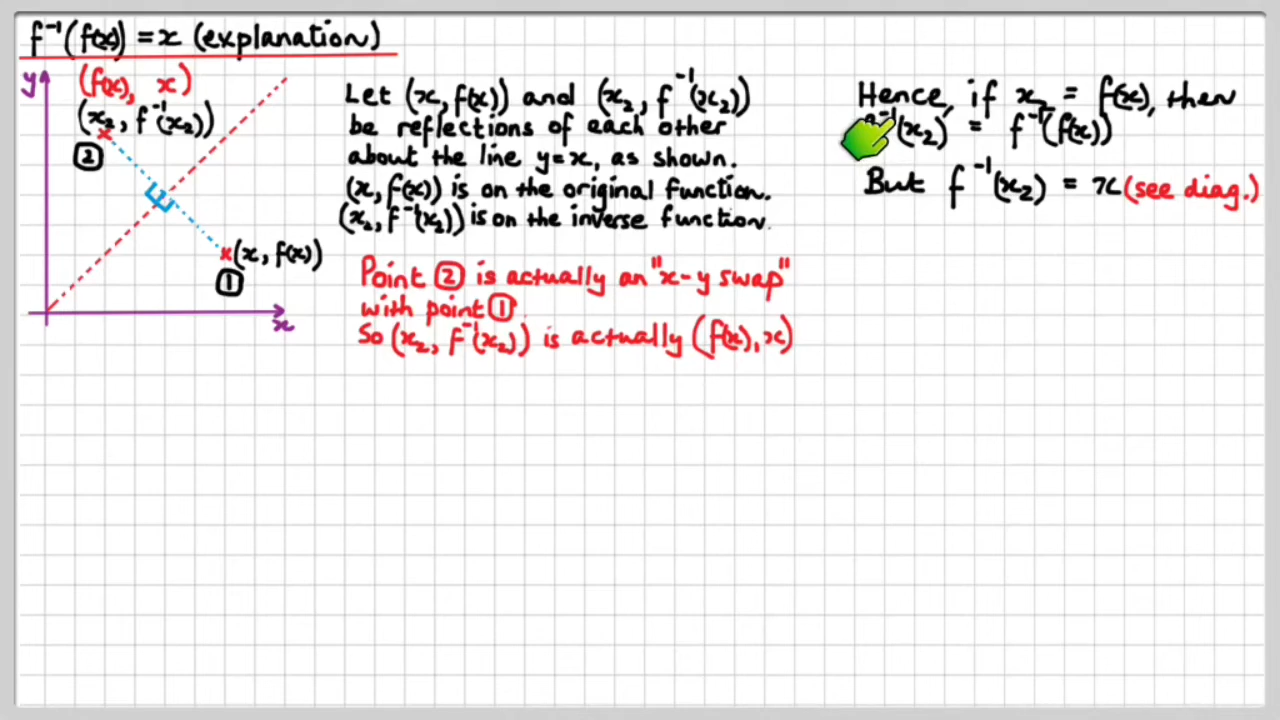 f⁻¹(f(x)) = x (explanation)
y
(f(x), x)
(x₂, f⁻¹(x₂))
②
(x, f(x))
①
x
Let (x, f(x)) and (x₂, f⁻¹(x₂))
be reflections of each other
about the line y=x, as shown.
(x, f(x)) is on the original function.
(x₂, f⁻¹(x₂)) is on the inverse function.
Point ② is actually an "x-y swap"
with point ①.
So (x₂, f⁻¹(x₂)) is actually (f(x), x)
Hence, if x₂ = f(x), then
⁻¹(x₂) = f⁻¹(f(x))
But f⁻¹(x₂) = x (see diag.)